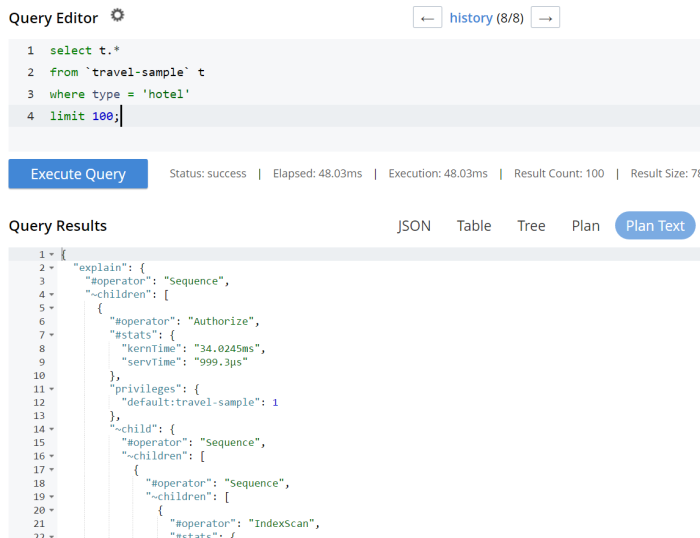 Query Editor
← history (8/8) →
1 select t.*
2 from `travel-sample` t
3 where type = 'hotel'
4 limit 100;
Execute Query Status: success | Elapsed: 48.03ms | Execution: 48.03ms | Result Count: 100 | Result Size: 78
Query Results JSON Table Tree Plan Plan Text
1 {
2 "explain": {
3 "#operator": "Sequence",
4 "~children": [
5 {
6 "#operator": "Authorize",
7 "#stats": {
8 "kernTime": "34.0245ms",
9 "servTime": "999.3µs"
10 },
11 "privileges": {
12 "default:travel-sample": 1
13 },
14 "~child": {
15 "#operator": "Sequence",
16 "~children": [
17 {
18 "#operator": "Sequence",
19 "~children": [
20 {
21 "#operator": "IndexScan",
22 "#stats": {